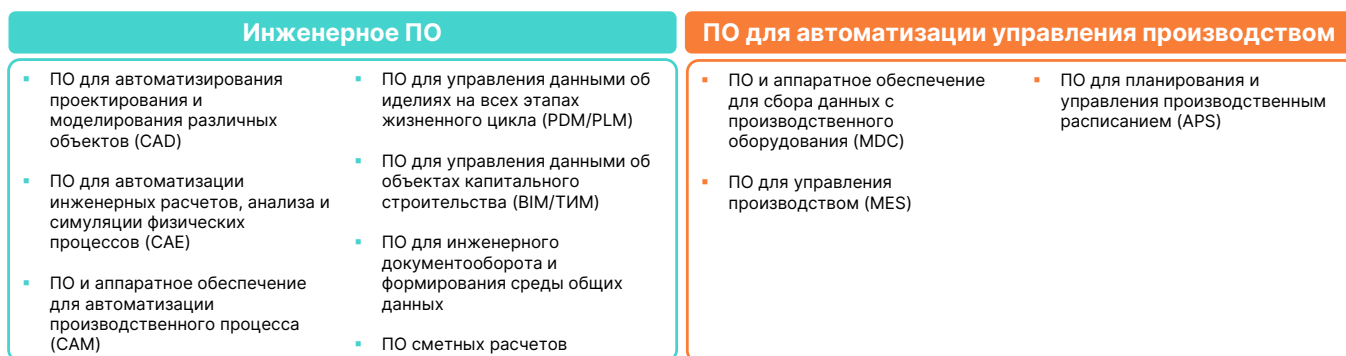 Инженерное ПО
ПО для автоматизирования
проектирования и
моделирования различных
объектов (CAD)
ПО для автоматизации
инженерных расчетов, анализа и
симуляции физических
процессов (CAE)
ПО и аппаратное обеспечение
для автоматизации
производственного процесса
(CAM)
ПО для управления данными об
иделиях на всех этапах
жизненного цикла (PDM/PLM)
ПО для управления данными об
объектах капитального
строительства (BIM/ТИМ)
ПО для инженерного
документооборота и
формирования среды общих
данных
ПО сметных расчетов
ПО для автоматизации управления производством
ПО и аппаратное обеспечение
для сбора данных с
производственного
оборудования (MDC)
ПО для управления
производством (MES)
ПО для планирования и
управления производственным
расписанием (APS)